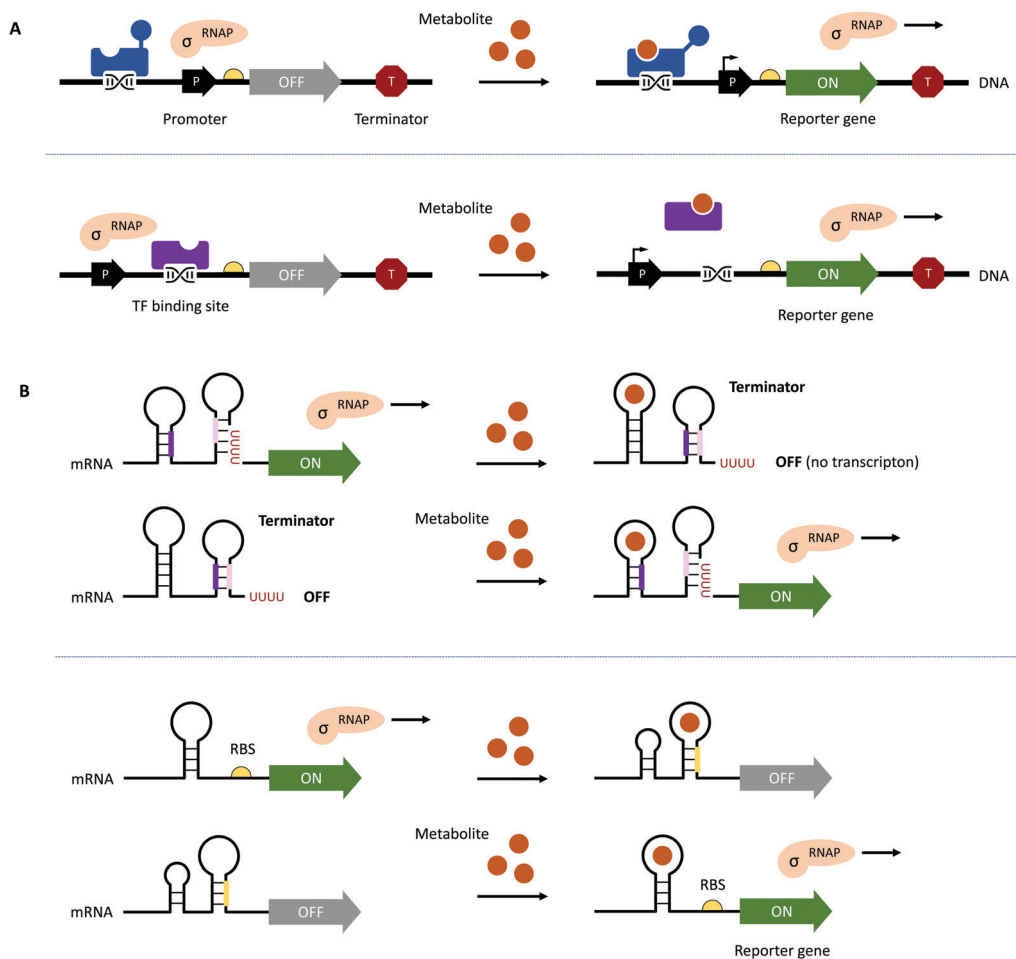 A
σ RNAP
Metabolite
σ RNAP
P OFF T
P ON T DNA
Promoter Terminator
Reporter gene
σ RNAP
Metabolite
σ RNAP
P OFF T
P ON T DNA
TF binding site
Reporter gene
B
σ RNAP
Terminator
mRNA UUUU ON
UUUU OFF (no transcripton)
Terminator
Metabolite
σ RNAP
mRNA UUUU OFF
UUUU ON
σ RNAP
RBS
mRNA ON
OFF
Metabolite
σ RNAP
RBS
mRNA OFF
ON
Reporter gene